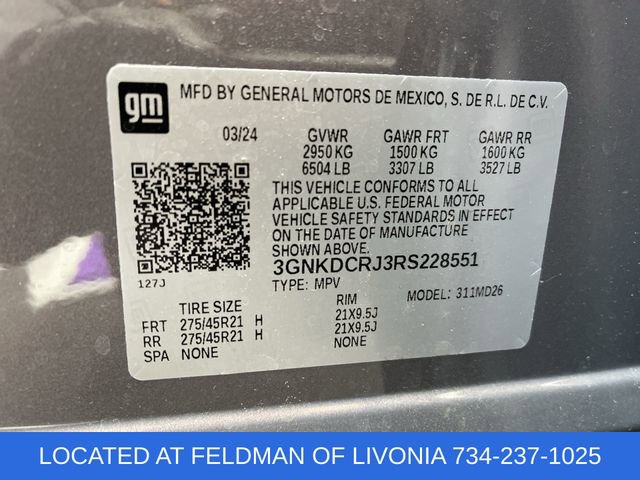 gm
MFD BY GENERAL MOTORS DE MEXICO, S. DE R.L. DE C.V.
03/24 GVWR GAWR FRT GAWR RR
2950 KG 1500 KG 1600 KG
6504 LB 3307 LB 3527 LB
THIS VEHICLE CONFORMS TO ALL
APPLICABLE U.S. FEDERAL MOTOR
VEHICLE SAFETY STANDARDS IN EFFECT
ON THE DATE OF MANUFACTURE
SHOWN ABOVE.
3GNKDCRJ3RS228551
127J TYPE: MPV MODEL: 311MD26
TIRE SIZE RIM
FRT 275/45R21 H 21X9.5J
RR 275/45R21 H 21X9.5J
SPA NONE NONE
LOCATED AT FELDMAN OF LIVONIA 734-237-1025